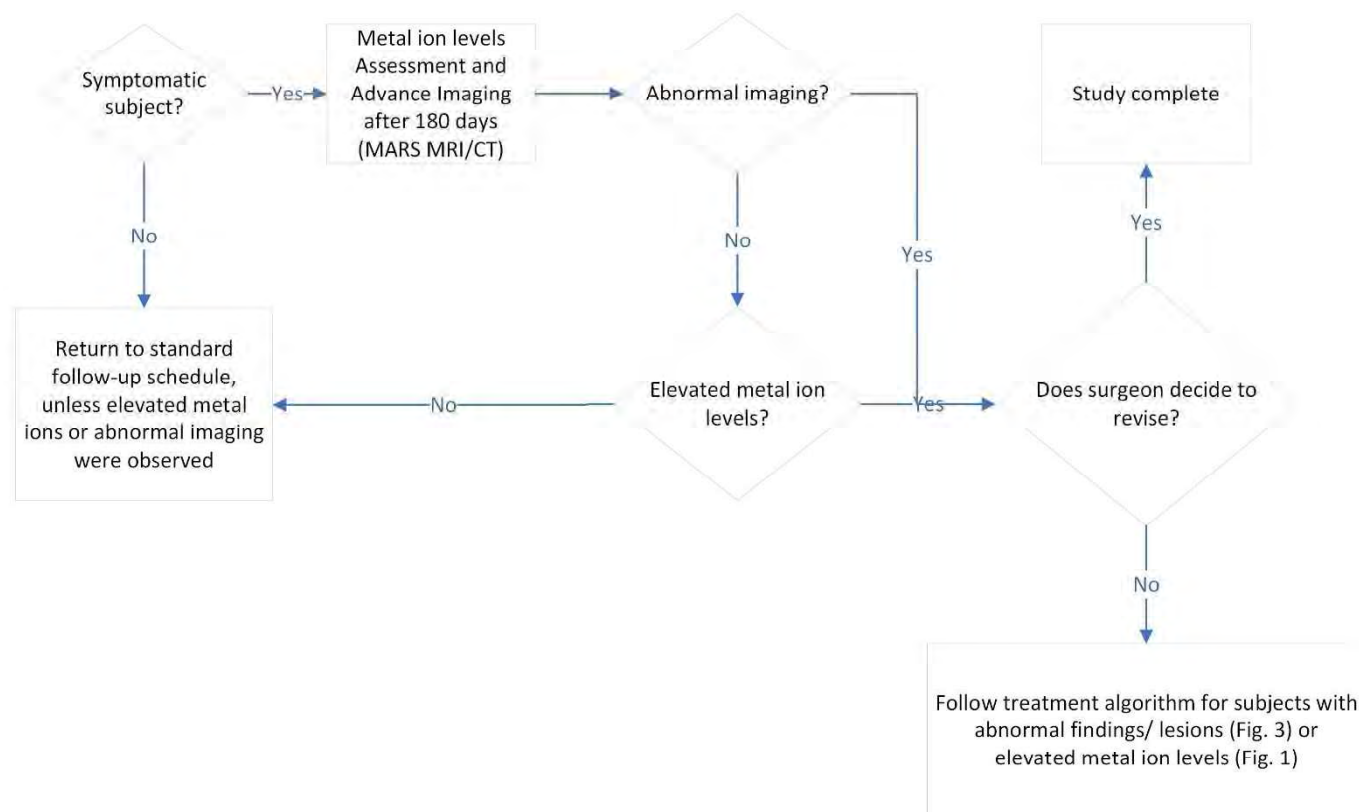 Symptomatic
subject?
Yes
Metal ion levels
Assessment and
Advance Imaging
after 180 days
(MARS MRI/CT)
Abnormal imaging?
Study complete
No
No
Yes
Yes
Return to standard
follow-up schedule,
unless elevated metal
ions or abnormal imaging
were observed
No
Elevated metal ion
levels?
Yes
Does surgeon decide to
revise?
No
Follow treatment algorithm for subjects with
abnormal findings/ lesions (Fig. 3) or
elevated metal ion levels (Fig. 1)